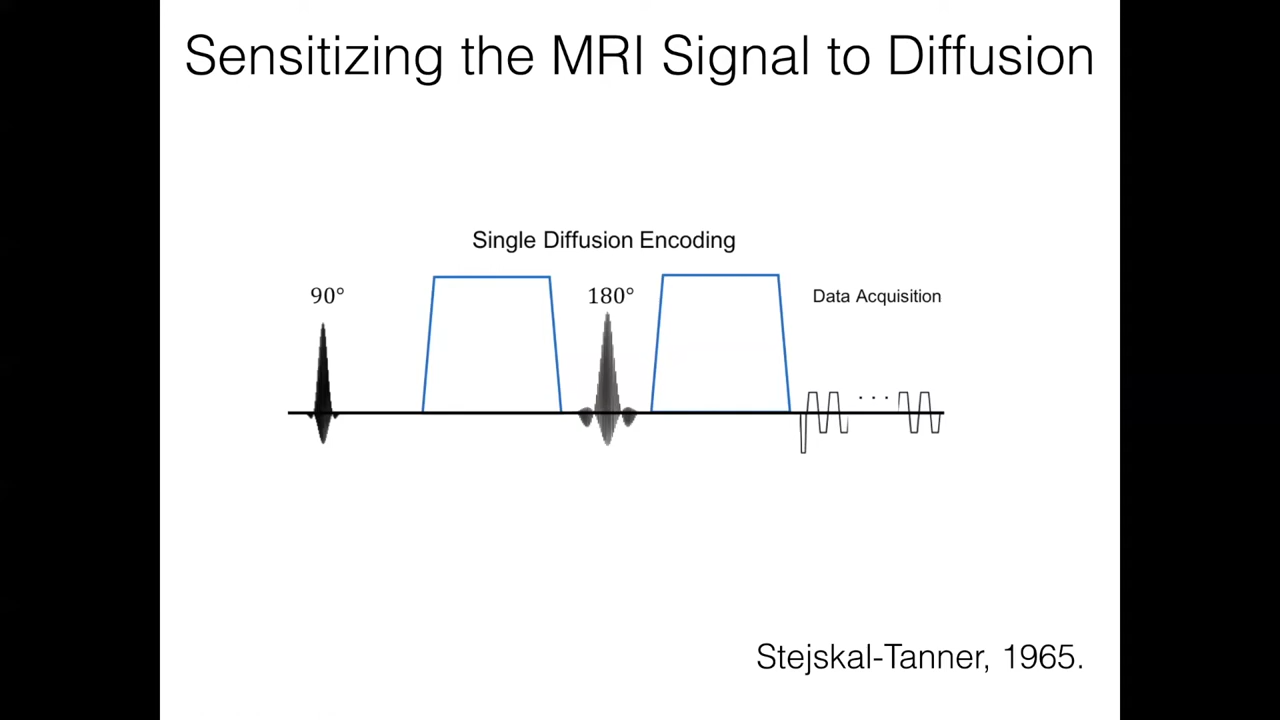 Sensitizing the MRI Signal to Diffusion
Single Diffusion Encoding
90°
180°
Data Acquisition
. . .
Stejskal-Tanner, 1965.